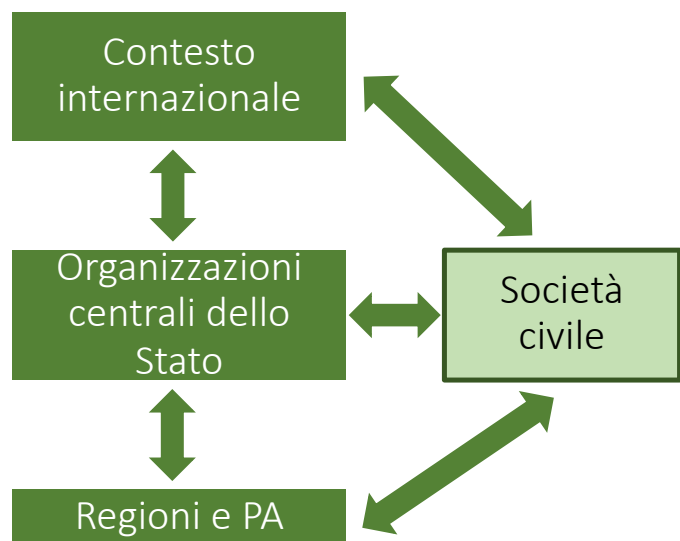 Contesto
internazionale
Organizzazioni
centrali dello
Stato
Società
civile
Regioni e PA